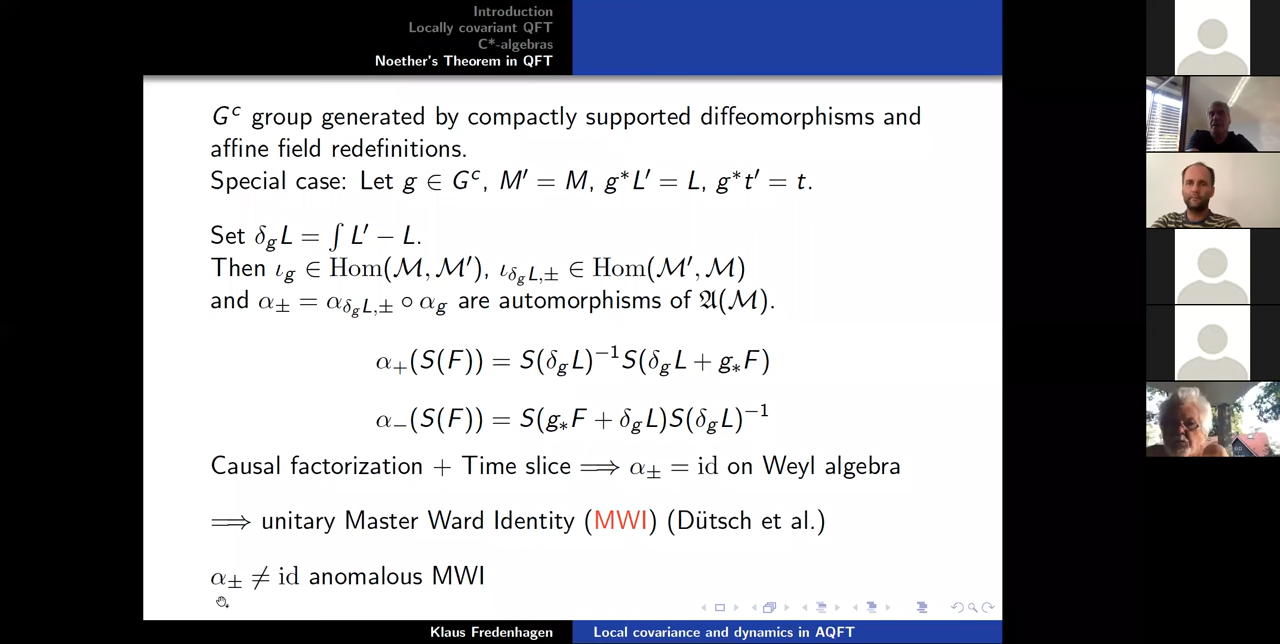 Introduction
Locally covariant QFT
C*-algebras
Noether's Theorem in QFT
Gᶜ group generated by compactly supported diffeomorphisms and
affine field redefinitions.
Special case: Let g ∈ Gᶜ, M′ = M, g*L′ = L, g*t′ = t.
Set δ_g L = ∫ L′ − L.
Then ι_g ∈ Hom(ℳ, ℳ′), ι_{δ_g L,±} ∈ Hom(ℳ′, ℳ)
and α_± = α_{δ_g L,±} ∘ α_g are automorphisms of 𝔄(ℳ).
α_+(S(F)) = S(δ_g L)⁻¹S(δ_g L + g_*F)
α_−(S(F)) = S(g_*F + δ_g L)S(δ_g L)⁻¹
Causal factorization + Time slice ⟹ α_± = id on Weyl algebra
⟹ unitary Master Ward Identity (MWI) (Dütsch et al.)
α_± ≠ id anomalous MWI
Klaus Fredenhagen Local covariance and dynamics in AQFT